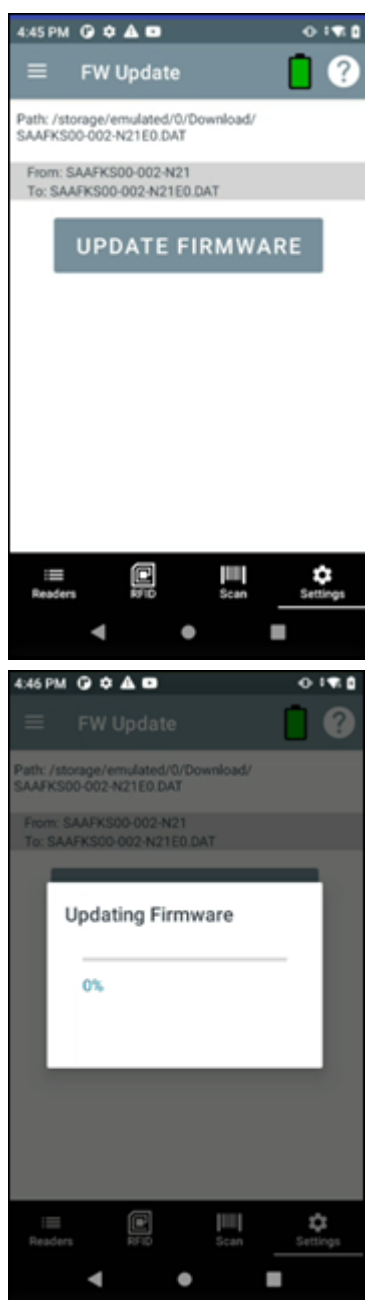 4:45 PM
FW Update
?
Path: /storage/emulated/0/Download/
SAAFKS00-002-N21E0.DAT
From: SAAFKS00-002-N21
To: SAAFKS00-002-N21E0.DAT
UPDATE FIRMWARE
Readers RFID Scan Settings
4:46 PM
FW Update
?
Path: /storage/emulated/0/Download/
SAAFKS00-002-N21E0.DAT
From: SAAFKS00-002-N21
To: SAAFKS00-002-N21E0.DAT
Updating Firmware
0%
Readers RFID Scan Settings